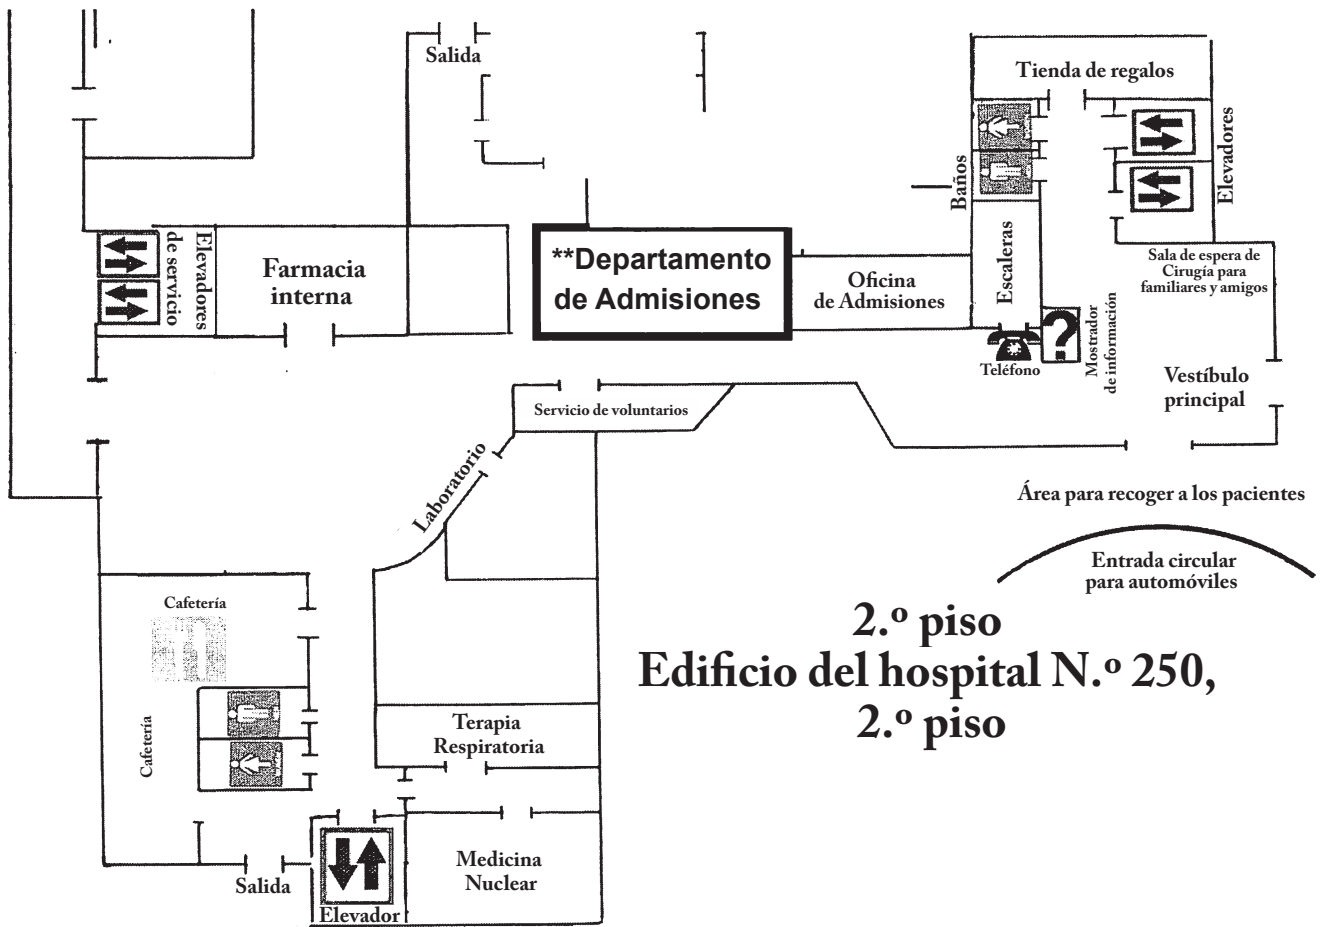 Salida
Tienda de regalos
Elevadores
Baños
Elevadores
de servicio
Farmacia
interna
**Departamento
de Admisiones
Oficina
de Admisiones
Escaleras
Sala de espera de
Cirugía para
familiares y amigos
?
Teléfono
Mostrador
de información
Vestíbulo
principal
Servicio de voluntarios
Laboratorio
Área para recoger a los pacientes
Entrada circular
para automóviles
Cafetería
2.º piso
Edificio del hospital N.º 250,
2.º piso
Cafetería
Terapia
Respiratoria
Medicina
Nuclear
Salida
Elevador